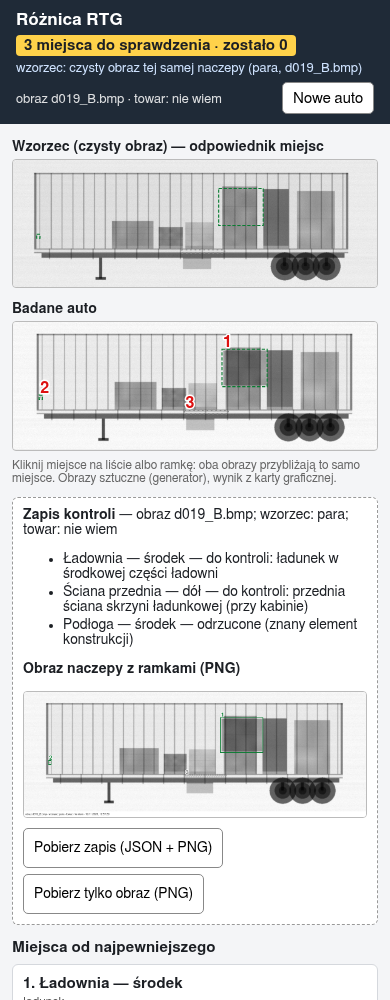 Różnica RTG
3 miejsca do sprawdzenia · zostało 0
wzorzec: czysty obraz tej samej naczepy (para, d019_B.bmp)
obraz d019_B.bmp · towar: nie wiem
Nowe auto
Wzorzec (czysty obraz) — odpowiednik miejsc
Badane auto
1
2
3
Kliknij miejsce na liście albo ramkę: oba obrazy przybliżają to samo
miejsce. Obrazy sztuczne (generator), wynik z karty graficznej.
Zapis kontroli — obraz d019_B.bmp; wzorzec: para;
towar: nie wiem
• Ładownia — środek — do kontroli: ładunek w
środkowej części ładowni
• Ściana przednia — dół — do kontroli: przednia
ściana skrzyni ładunkowej (przy kabinie)
• Podłoga — środek — odrzucone (znany element
konstrukcji)
Obraz naczepy z ramkami (PNG)
Pobierz zapis (JSON + PNG)
Pobierz tylko obraz (PNG)
Miejsca od najpewniejszego
1. Ładownia — środek